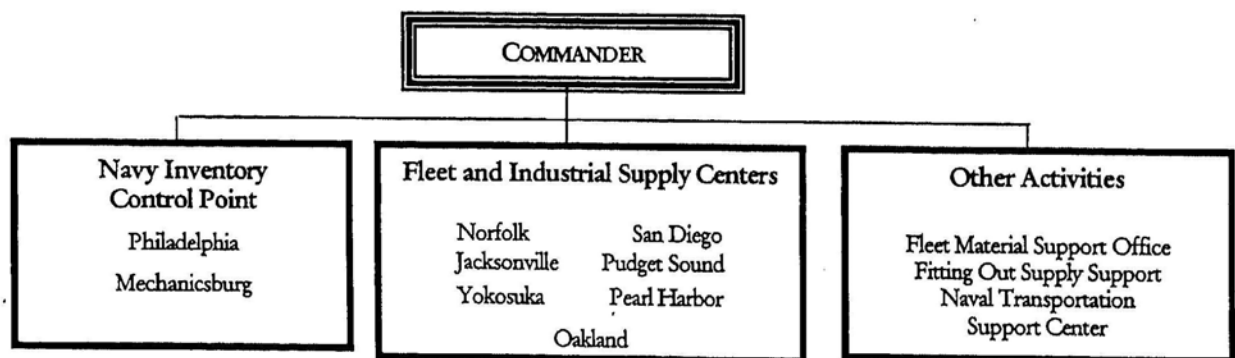 COMMANDER
Navy Inventory
Control Point
Philadelphia
Mechanicsburg
Fleet and Industrial Supply Centers
Norfolk San Diego
Jacksonville Pudget Sound
Yokosuka Pearl Harbor
Oakland
Other Activities
Fleet Material Support Office
Fitting Out Supply Support
Naval Transportation
Support Center